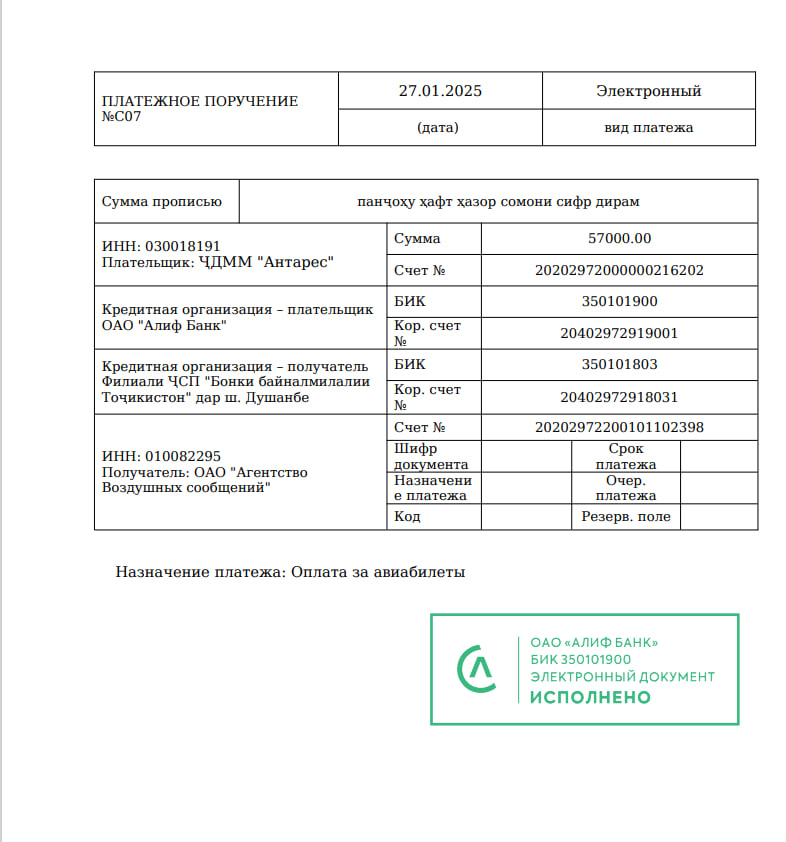 ПЛАТЕЖНОЕ ПОРУЧЕНИЕ
№C07
27.01.2025
Электронный
(дата)
вид платежа
Сумма прописью
панҷоҳу ҳафт ҳазор сомони сифр дирам
ИНН: 030018191
Плательщик: ҶДММ "Антарес"
Сумма
57000.00
Счет №
20202972000000216202
Кредитная организация – плательщик
ОАО "Алиф Банк"
БИК
350101900
Кор. счет
№
20402972919001
Кредитная организация – получатель
Филиали ҶСП "Бонки байналмилалии
Тоҷикистон" дар ш. Душанбе
БИК
350101803
Кор. счет
№
20402972918031
ИНН: 010082295
Получатель: ОАО "Агентство
Воздушных сообщений"
Счет №
20202972200101102398
Шифр
документа
Срок
платежа
Назначени
е платежа
Очер.
платежа
Код
Резерв. поле
Назначение платежа: Оплата за авиабилеты
ОАО «АЛИФ БАНК»
БИК 350101900
ЭЛЕКТРОННЫЙ ДОКУМЕНТ
ИСПОЛНЕНО